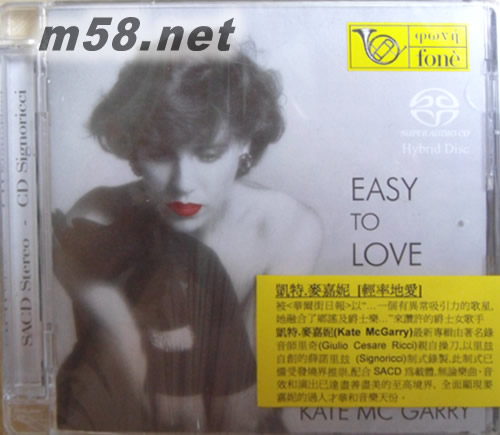 m58.net
φωνη
fonè
SUPER AUDIO CD
Hybrid Disc
SACD Stereo - CD Signoricci
EASY
TO
LOVE
凱特.麥嘉妮 [輕率地愛]
被<華爾街日報>以“...一個有異常吸引力的歌星,
她融合了鄉謠及爵士樂...”來讚許的爵士女歌手
凱特.麥嘉妮(Kate McGarry)最新專輯由著名錄
音師里奇(Giulio Cesare Ricci)親自操刀,以里玆
自創的薛諾里玆 (Signoricci)制式錄製,此制式已
備受發燒界推崇,配合SACD 為載體,無論樂曲、音
效和演出已達盡善盡美的至高境界。全面顯現麥
嘉妮的過人才華和音樂天份。
KATE MC GARRY